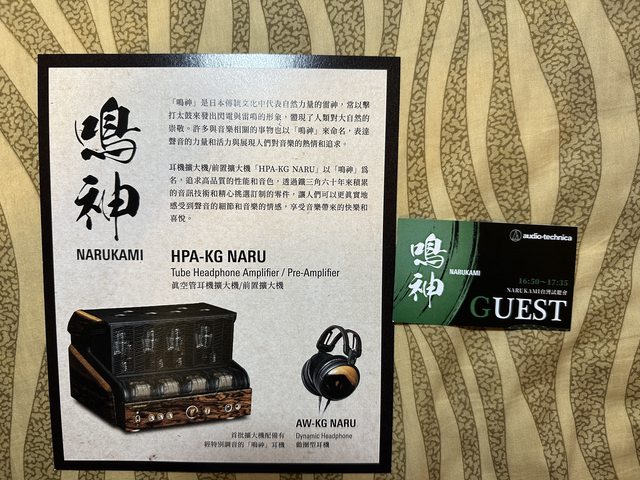 鳴神
NARUKAMI
「鳴神」是日本傳統文化中代表自然力量的雷神，常以擊
打太鼓來發出閃電與雷鳴的形象，體現了人類對大自然的
崇敬。許多與音樂相關的事物也以「鳴神」來命名，表達
聲音的力量和活力與展現人們對音樂的熱情和追求。
耳機擴大機/前置擴大機「HPA-KG NARU」以「鳴神」爲
名，追求高品質的性能和音色，透過鐵三角六十年來積累
的音訊技術和精心挑選訂制的零件，讓人們可以更眞實地
感受到聲音的細節和音樂的情感，享受音樂帶來的快樂和
喜悅。
HPA-KG NARU
Tube Headphone Amplifier / Pre-Amplifier
眞空管耳機擴大機/前置擴大機
AW-KG NARU
Dynamic Headphone
動圈型耳機
首批擴大機配備有
經特別調音的「鳴神」耳機
audio-technica
鳴神
NARUKAMI
16:50~17:35
NARUKAMI台灣試聽會
GUEST